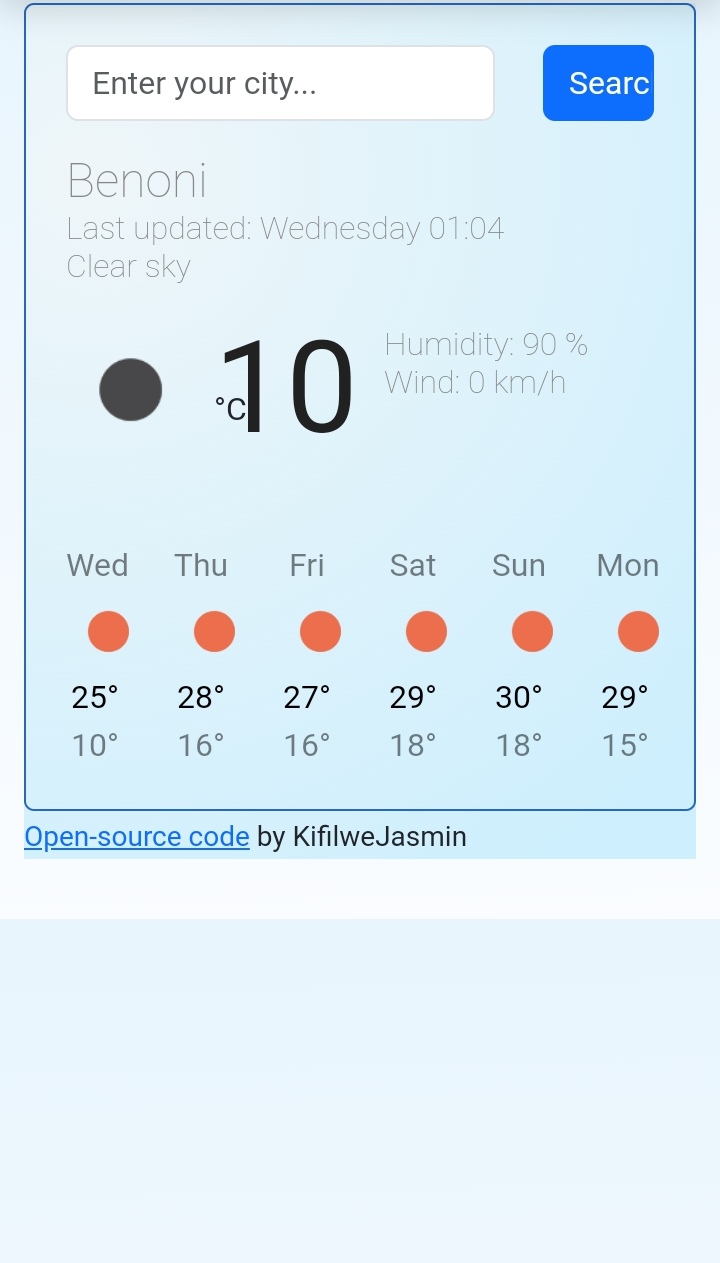 Enter your city...
Searc
Benoni
Last updated: Wednesday 01:04
Clear sky
10
°C
Humidity: 90 %
Wind: 0 km/h
Wed Thu Fri Sat Sun Mon
25° 28° 27° 29° 30° 29°
10° 16° 16° 18° 18° 15°
Open-source code by KifilweJasmin